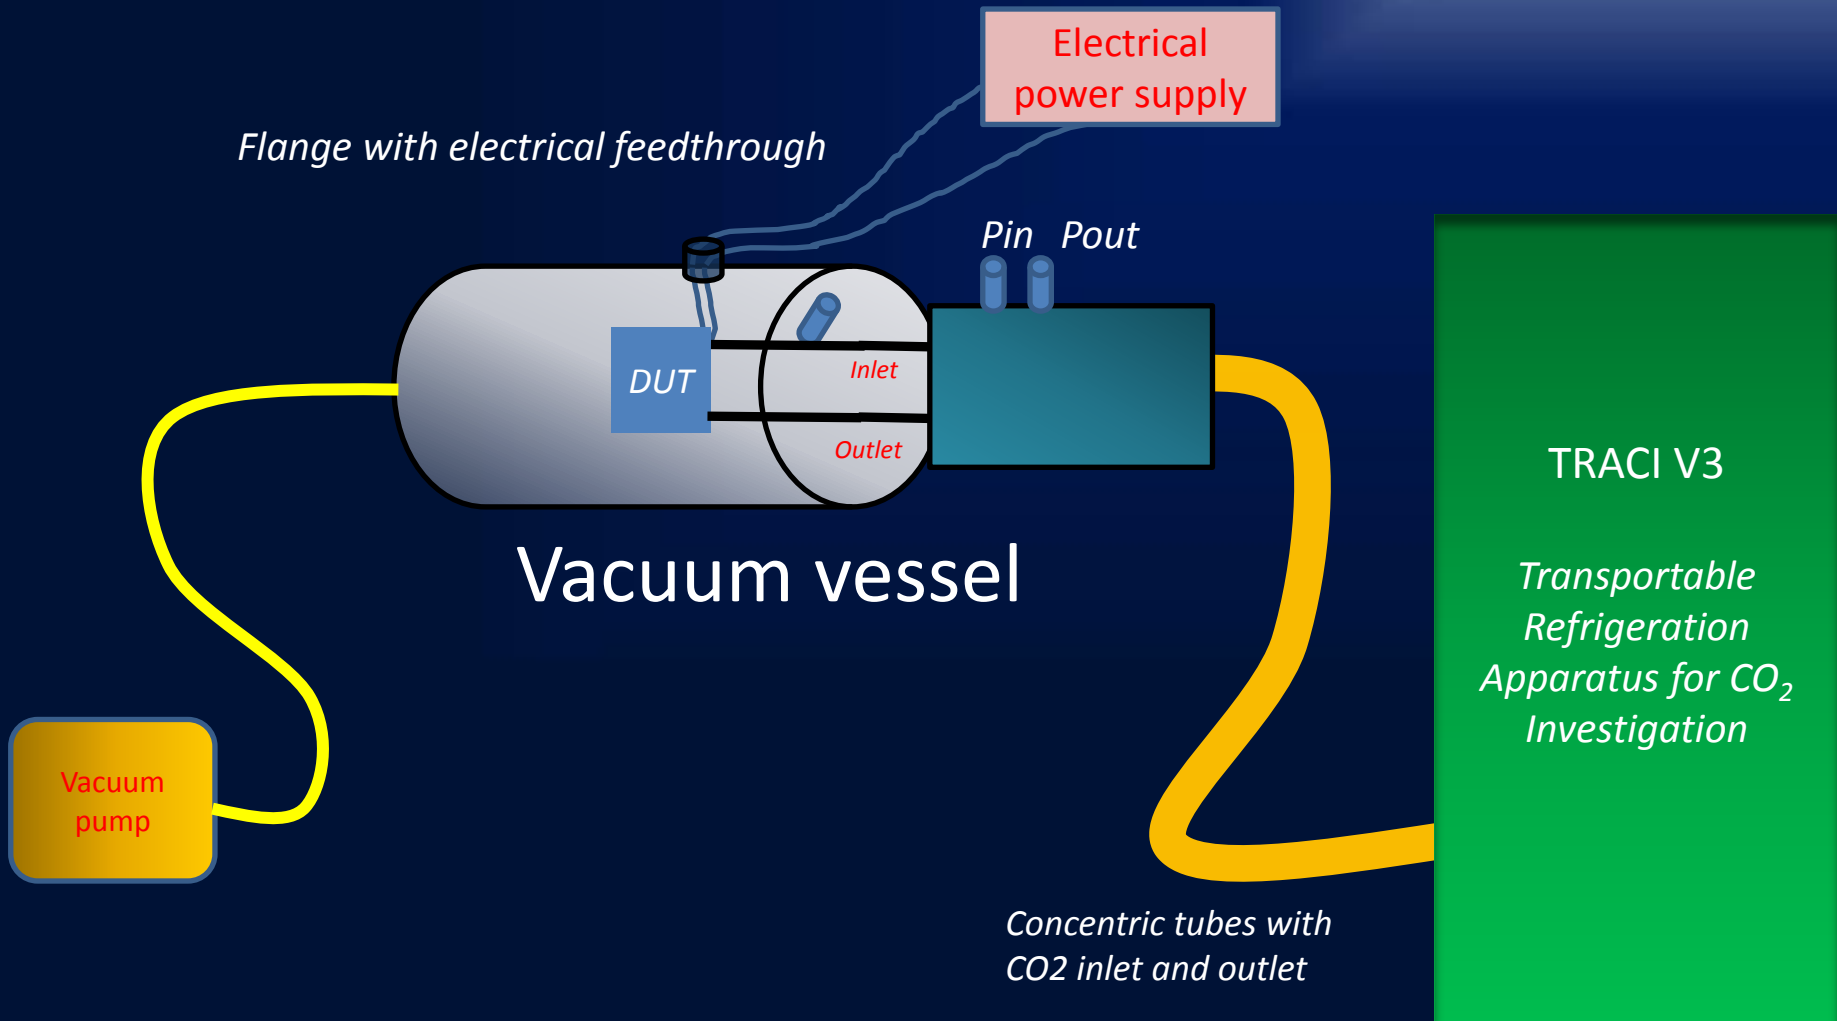 Electrical
power supply
Flange with electrical feedthrough
Pin Pout
DUT
Inlet
Outlet
Vacuum vessel
TRACI V3
Transportable
Refrigeration
Apparatus for CO₂
Investigation
Vacuum
pump
Concentric tubes with
CO2 inlet and outlet